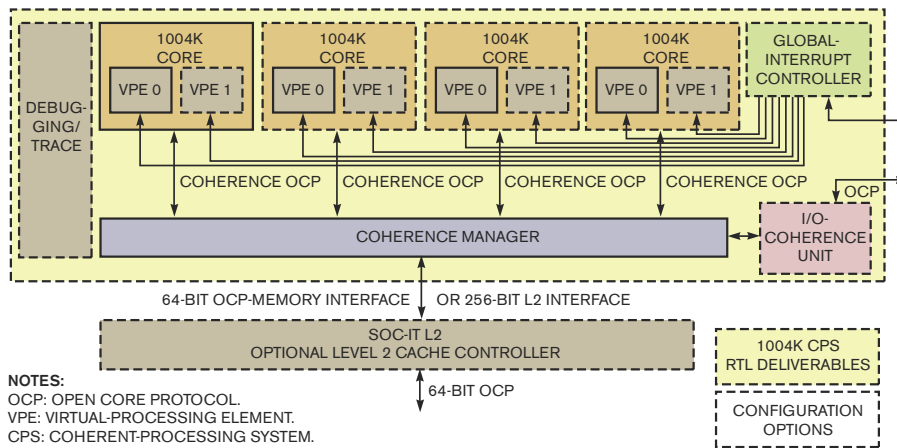 DEBUG-
GING/
TRACE
1004K
CORE
VPE 0
VPE 1
1004K
CORE
VPE 0
VPE 1
1004K
CORE
VPE 0
VPE 1
1004K
CORE
VPE 0
VPE 1
GLOBAL-
INTERRUPT
CONTROLLER
COHERENCE OCP
COHERENCE OCP
COHERENCE OCP
COHERENCE OCP
OCP
COHERENCE MANAGER
I/O-
COHERENCE
UNIT
64-BIT OCP-MEMORY INTERFACE
OR 256-BIT L2 INTERFACE
SOC-IT L2
OPTIONAL LEVEL 2 CACHE CONTROLLER
64-BIT OCP
1004K CPS
RTL DELIVERABLES
CONFIGURATION
OPTIONS
NOTES:
OCP: OPEN CORE PROTOCOL.
VPE: VIRTUAL-PROCESSING ELEMENT.
CPS: COHERENT-PROCESSING SYSTEM.